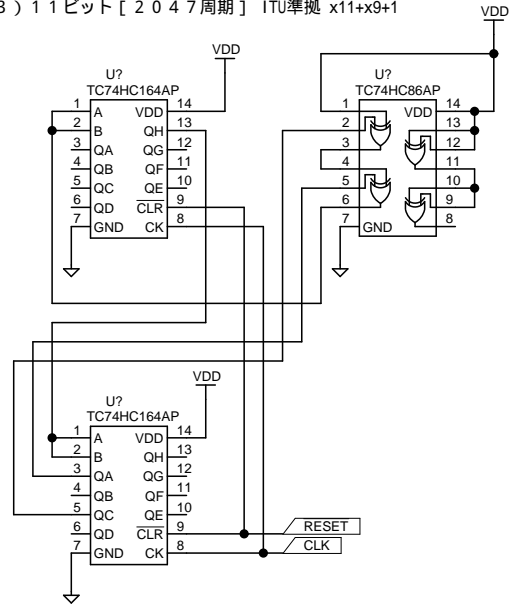 3）１１ビット［２０４７周期］ ITU準拠 x11+x9+1
VDD
VDD
U?
TC74HC164AP
1 A VDD 14
2 B QH 13
3 QA QG 12
4 QB QF 11
5 QC QE 10
6 QD CLR 9
7 GND CK 8
U?
TC74HC86AP
1 VDD 14
2 13
3 12
4 11
5 10
6 9
7 GND 8
VDD
U?
TC74HC164AP
1 A VDD 14
2 B QH 13
3 QA QG 12
4 QB QF 11
5 QC QE 10
6 QD CLR 9
7 GND CK 8
RESET
CLK